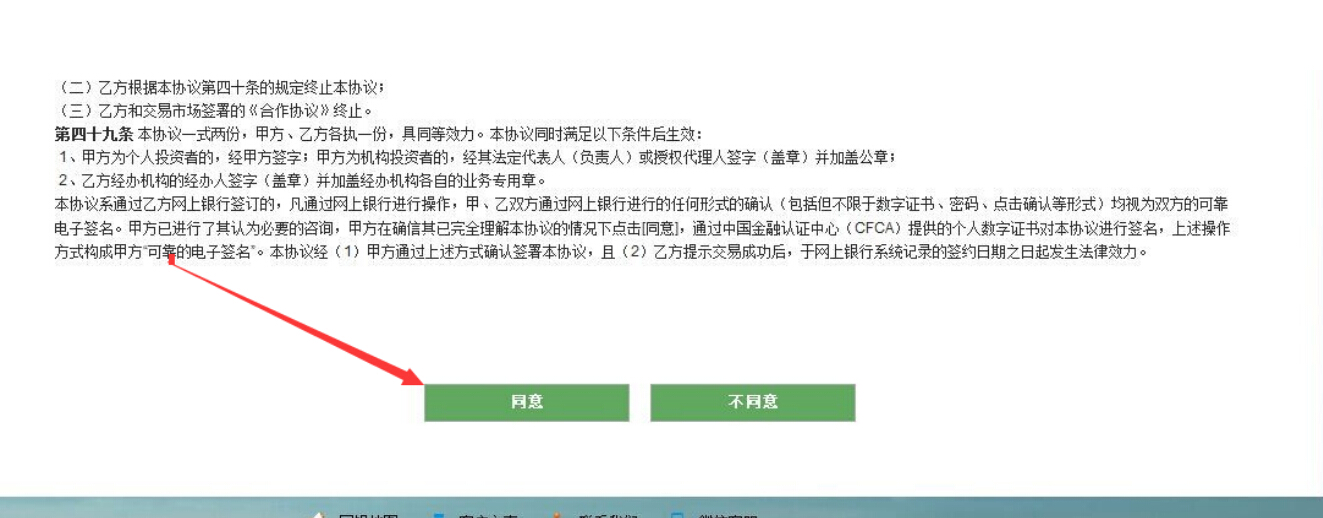 （二）乙方根据本协议第四十条的规定终止本协议；
（三）乙方和交易市场签署的《合作协议》终止。
第四十九条 本协议一式两份，甲方、乙方各执一份，具同等效力。本协议同时满足以下条件后生效：
1、甲方为个人投资者的，经甲方签字；甲方为机构投资者的，经其法定代表人（负责人）或授权代理人签字（盖章）并加盖公章；
2、乙方经办机构的经办人签字（盖章）并加盖经办机构各自的业务专用章。
本协议系通过乙方网上银行签订的，凡通过网上银行进行操作，甲、乙双方通过网上银行进行的任何形式的确认（包括但不限于数字证书、密码、点击确认等形式）均视为双方的可靠
电子签名。甲方已进行了其认为必要的咨询，甲方在确信其已完全理解本协议的情况下点击[同意]，通过中国金融认证中心（CFCA）提供的个人数字证书对本协议进行签名，上述操作
方式构成甲方“可靠的电子签名”。本协议经（1）甲方通过上述方式确认签署本协议，且（2）乙方提示交易成功后，于网上银行系统记录的签约日期之日起发生法律效力。
同意 不同意